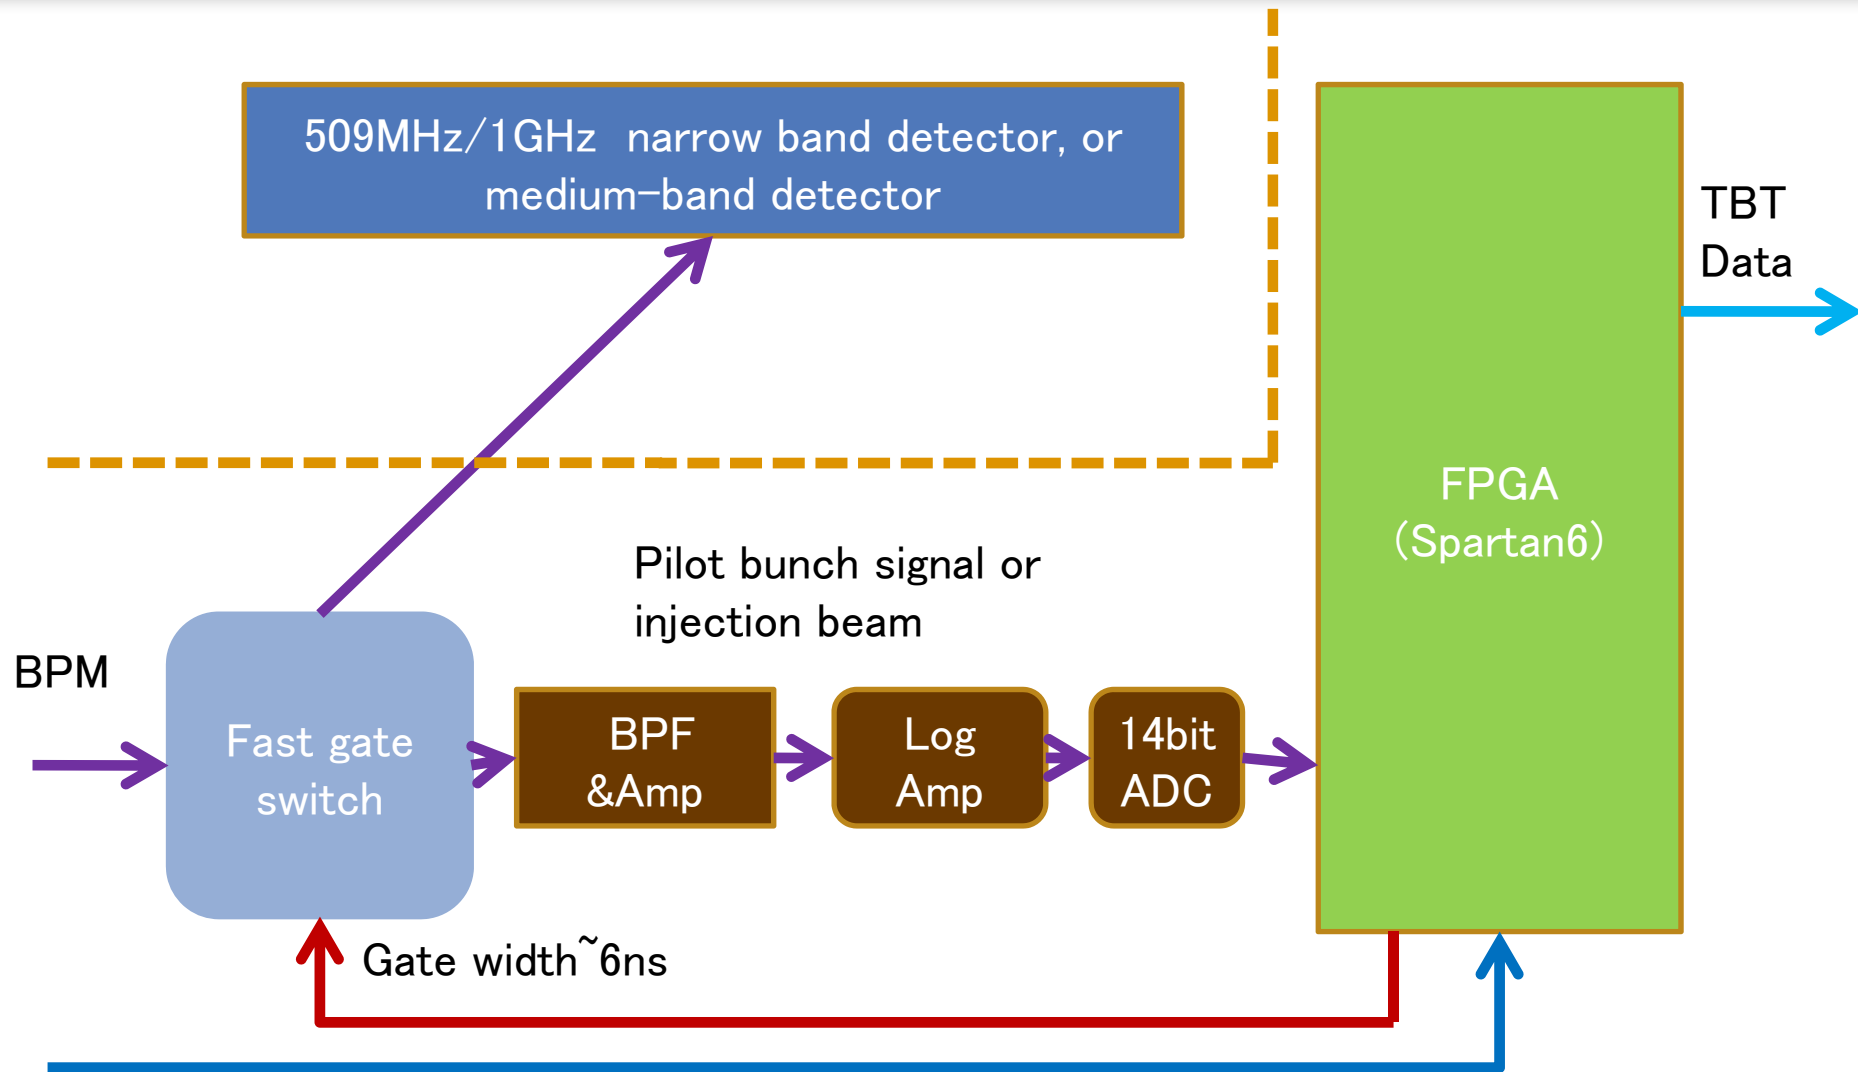 509MHz/1GHz  narrow band detector, or
medium-band detector
TBT
Data
FPGA
(Spartan6)
Pilot bunch signal or
injection beam
BPM
Fast gate
switch
BPF
&Amp
Log
Amp
14bit
ADC
Gate width~6ns